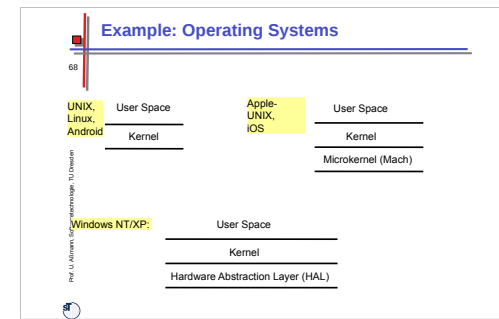 Example: Operating Systems
68
UNIX,
Linux,
Android
User Space
Kernel
Apple-
UNIX,
iOS
User Space
Kernel
Microkernel (Mach)
Windows NT/XP:
User Space
Kernel
Hardware Abstraction Layer (HAL)
Prof. U. Aßmann, Softwaretechnologie, TU Dresden
ST